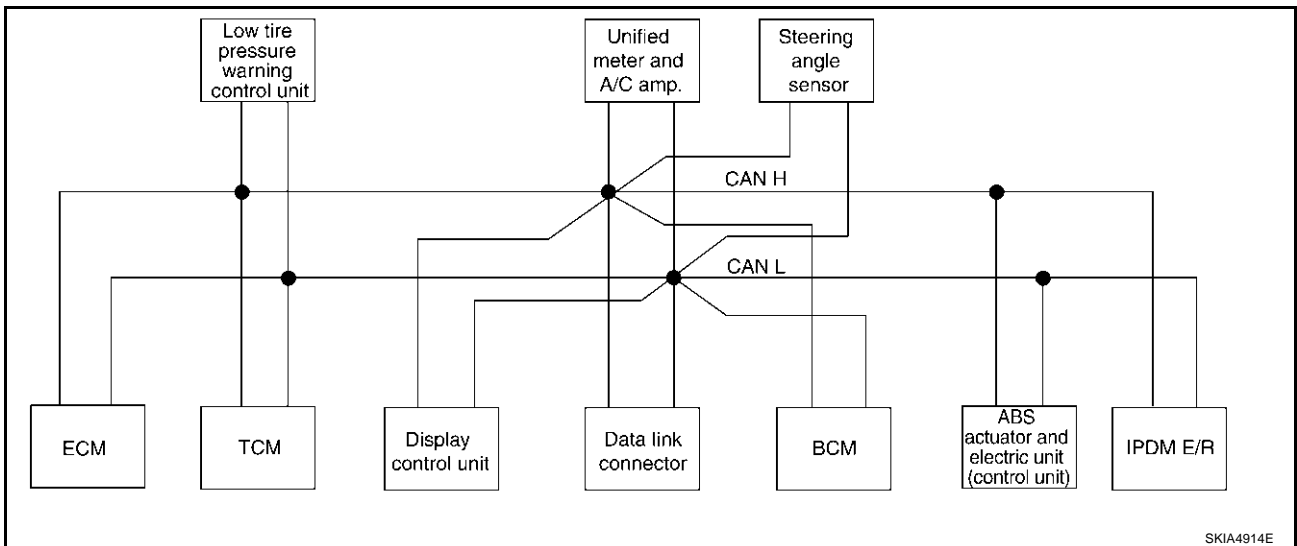 Low tire
pressure
warning
control unit
Unified
meter and
A/C amp.
Steering
angle
sensor
CAN H
CAN L
ECM
TCM
Display
control unit
Data link
connector
BCM
ABS
actuator and
electric unit
(control unit)
IPDM E/R
SKIA4914E